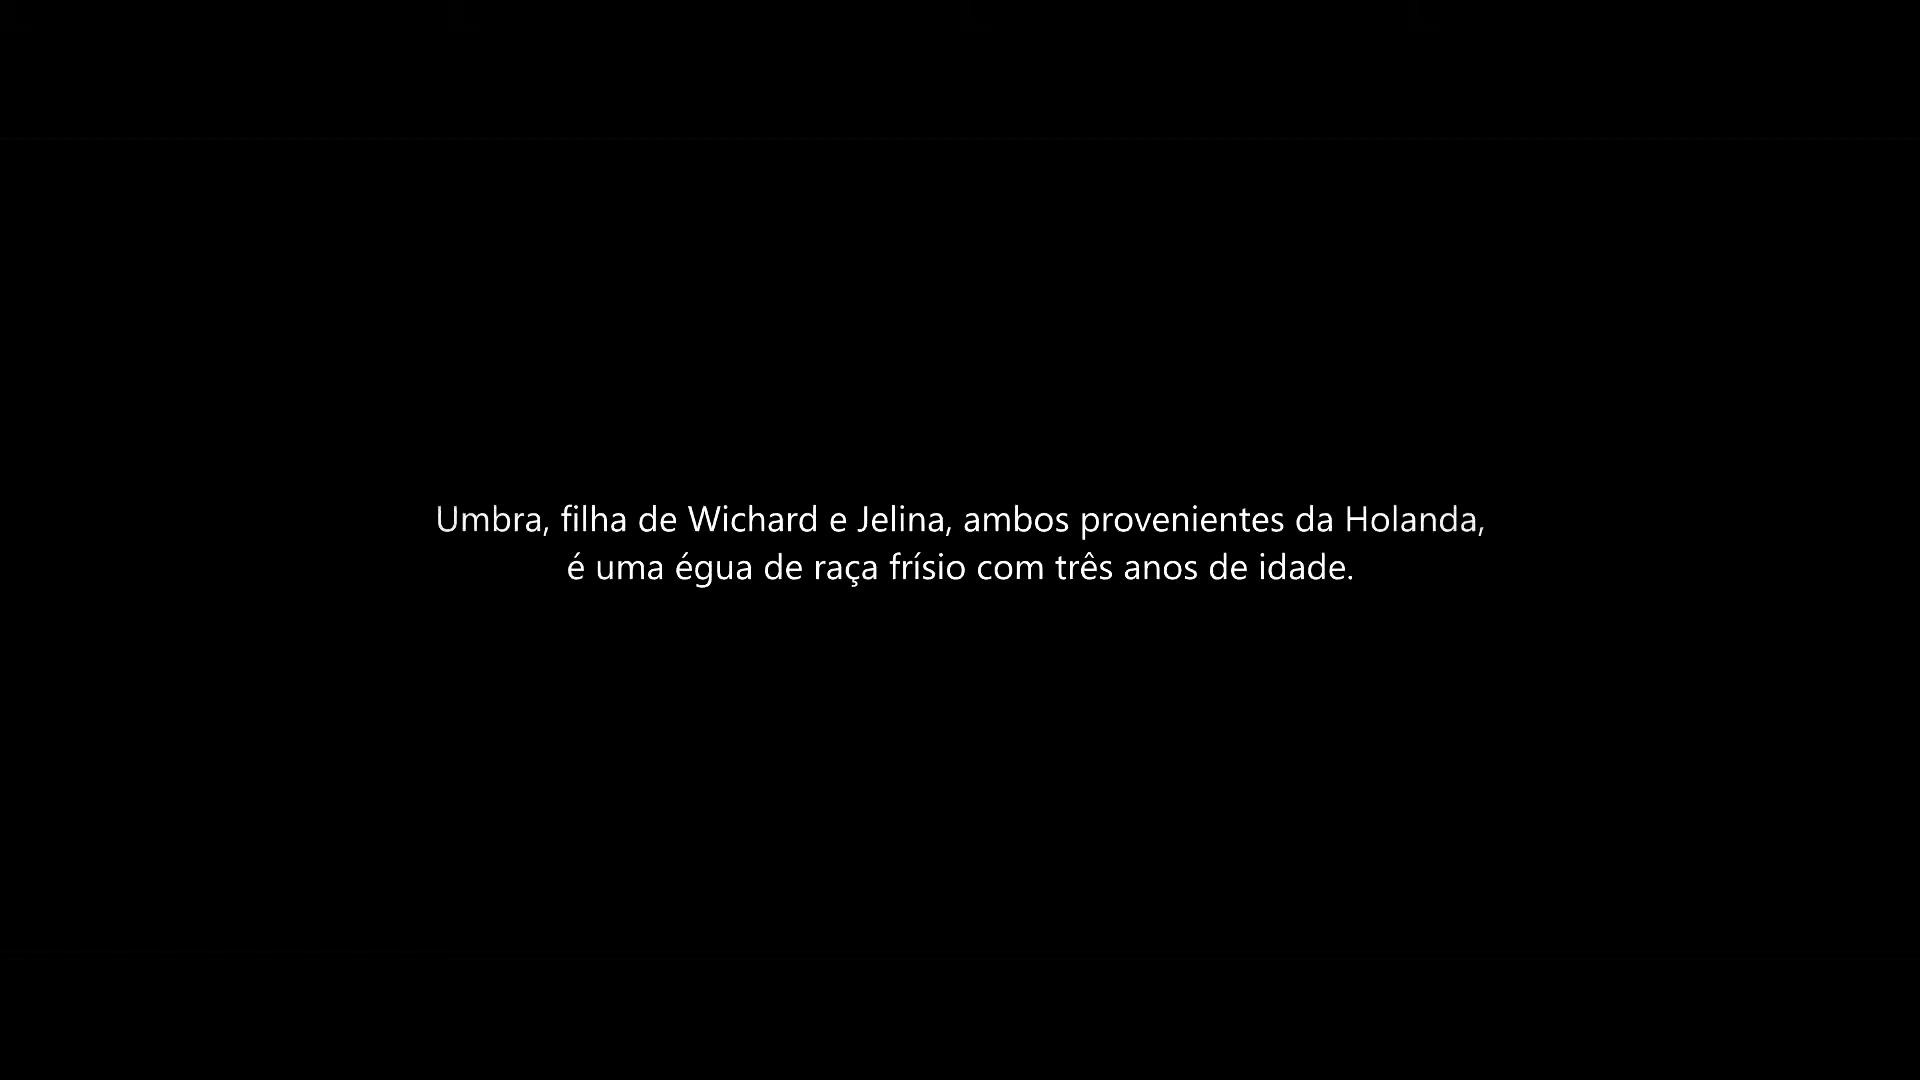 Umbra, filha de Wichard e Jelina, ambos provenientes da Holanda,
é uma égua de raça frísio com três anos de idade.